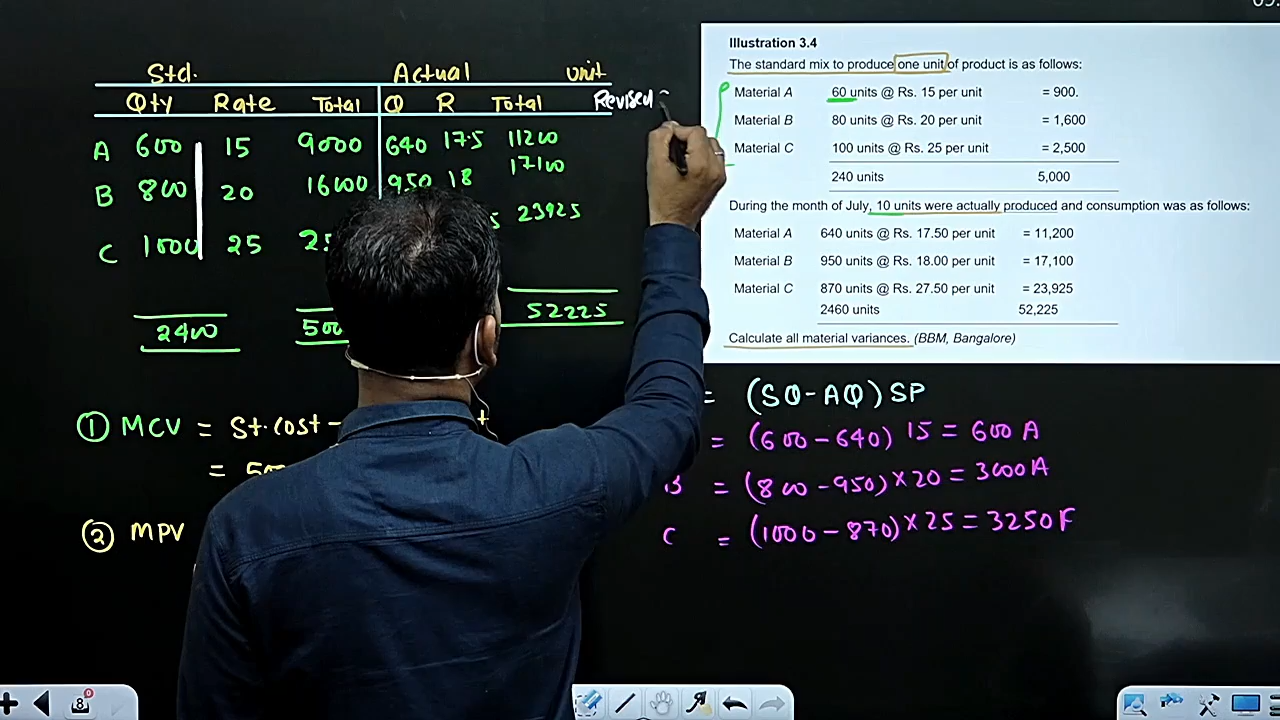 Std. Actual unit
Qty Rate Total Q R Total Revised
A 600 15 9000 640 17.5 11200
B 800 20 16000 950 18 17100
C 1000 25 23925
2400 52225
① MCV = St. cost -
=
② MPV
= (SQ-AQ) SP
= (600-640) 15 = 600 A
B = (800-950) × 20 = 3000 A
C = (1000-870) × 25 = 3250 F
Illustration 3.4
The standard mix to produce one unit of product is as follows:
Material A 60 units @ Rs. 15 per unit = 900.
Material B 80 units @ Rs. 20 per unit = 1,600
Material C 100 units @ Rs. 25 per unit = 2,500
240 units 5,000
During the month of July, 10 units were actually produced and consumption was as follows:
Material A 640 units @ Rs. 17.50 per unit = 11,200
Material B 950 units @ Rs. 18.00 per unit = 17,100
Material C 870 units @ Rs. 27.50 per unit = 23,925
2460 units 52,225
Calculate all material variances. (BBM, Bangalore)
8
0